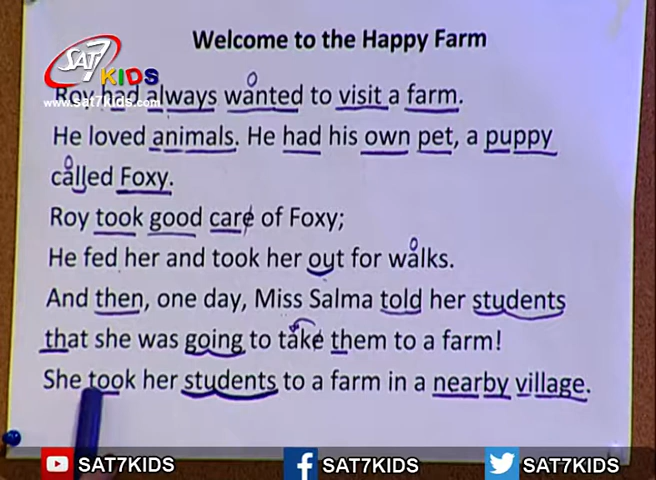 Welcome to the Happy Farm
SAT7
KIDS
Roy had always wanted to visit a farm.
www.sat7kids.com
He loved animals. He had his own pet, a puppy
called Foxy.
Roy took good care of Foxy;
He fed her and took her out for walks.
And then, one day, Miss Salma told her students
that she was going to take them to a farm!
She took her students to a farm in a nearby village.
SAT7KIDS
SAT7KIDS
SAT7KIDS